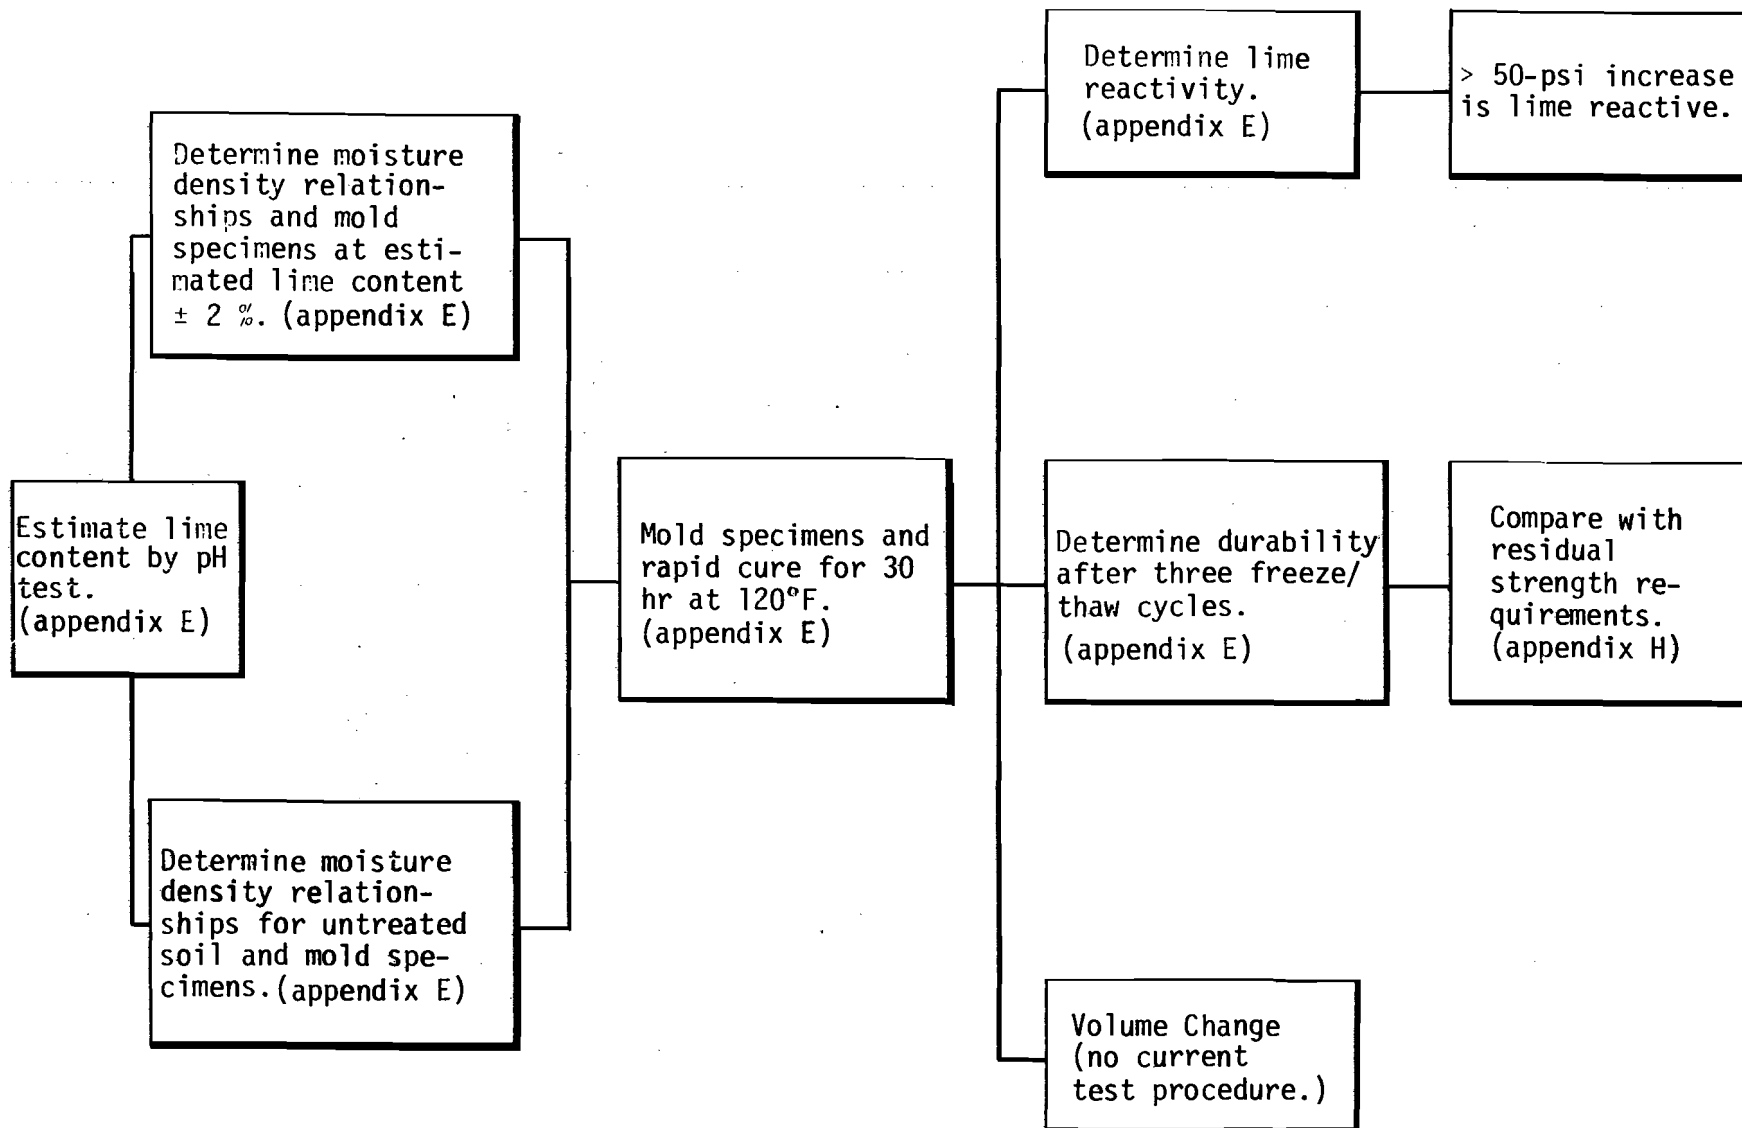 Estimate lime
content by pH
test.
(appendix E)
Determine moisture
density relation-
ships and mold
specimens at esti-
mated lime content
± 2 %. (appendix E)
Determine moisture
density relation-
ships for untreated
soil and mold spe-
cimens. (appendix E)
Mold specimens and
rapid cure for 30
hr at 120°F.
(appendix E)
Determine lime
reactivity.
(appendix E)
> 50-psi increase
is lime reactive.
Determine durability
after three freeze/
thaw cycles.
(appendix E)
Compare with
residual
strength re-
quirements.
(appendix H)
Volume Change
(no current
test procedure.)